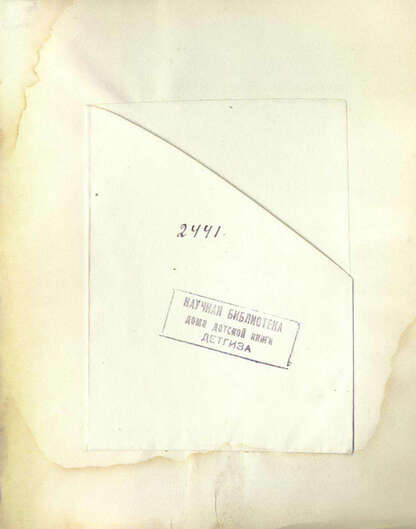 2441.
НАУЧНАЯ БИБЛИОТЕКА
дома детской книги
ДЕТГИЗА